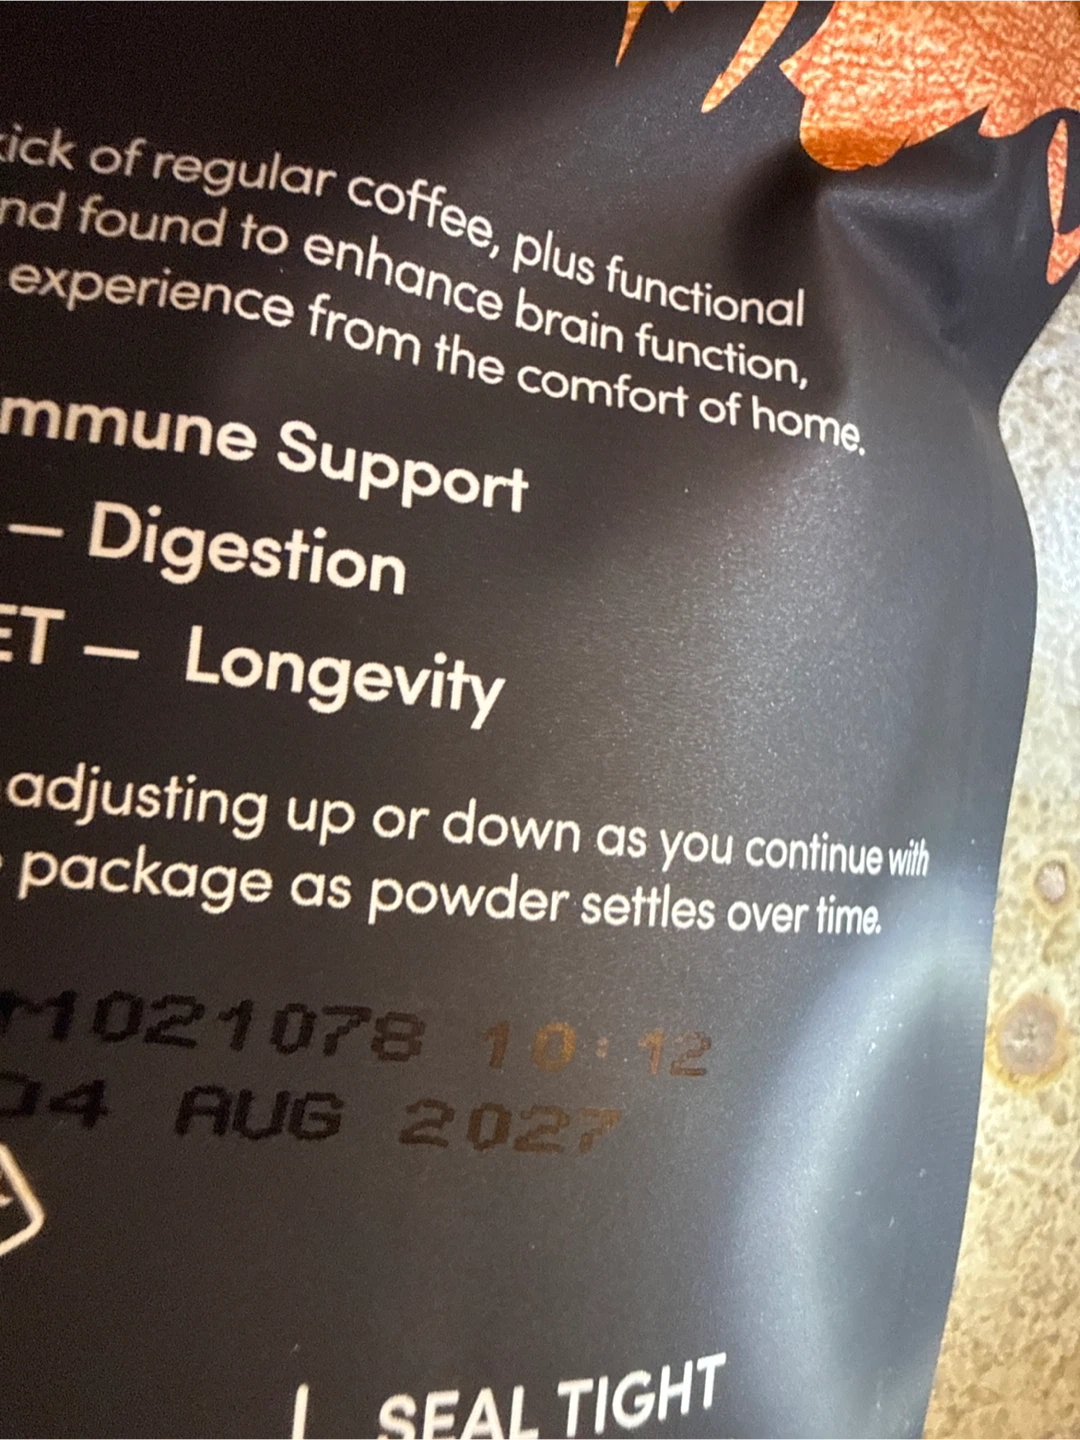 kick of regular coffee, plus functional
nd found to enhance brain function,
experience from the comfort of home.
mmune Support
— Digestion
ET — Longevity
adjusting up or down as you continue with
package as powder settles over time.
1021078 10:12
04 AUG 2027
SEAL TIGHT